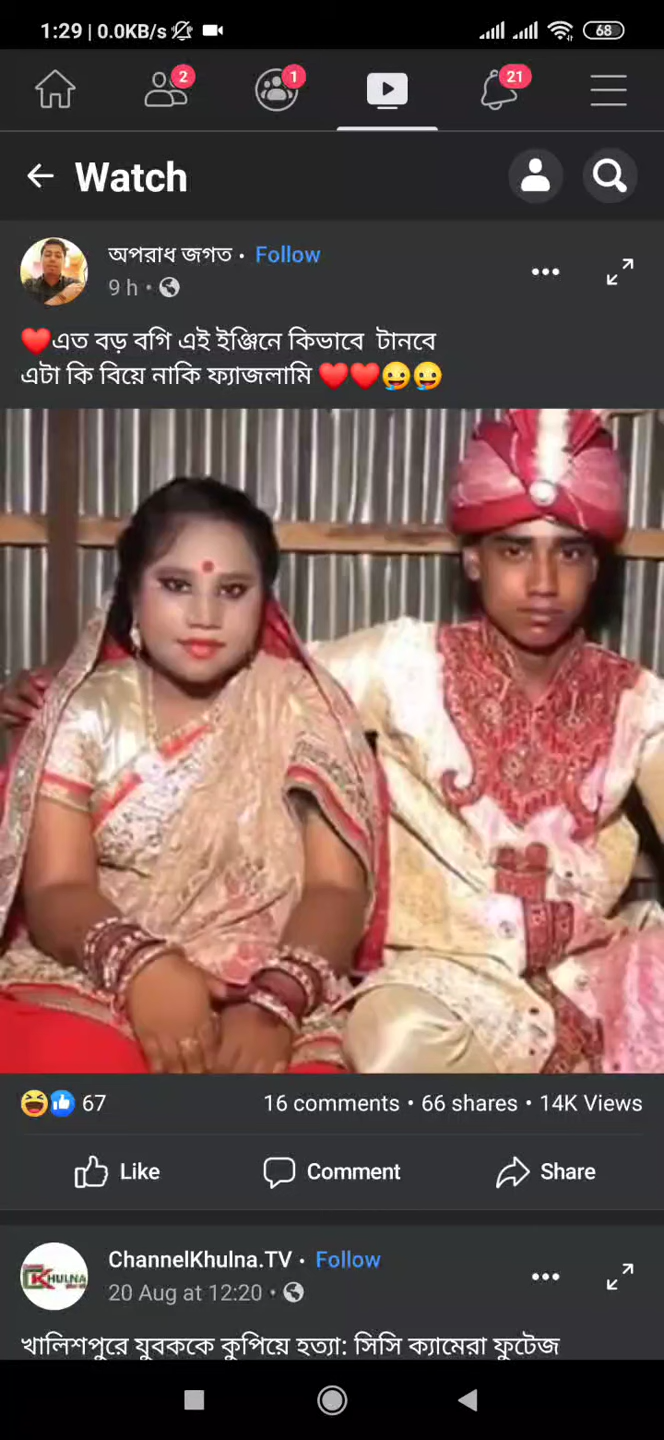 1:29 | 0.0KB/s 68
2 1 21
Watch
অপরাধ জগত · Follow
9 h ·
❤️এত বড় বগি এই ইঞ্জিনে কিভাবে টানবে
এটা কি বিয়ে নাকি ফ্যাজলামি ❤️❤️🤪🤪
67 16 comments • 66 shares • 14K Views
Like Comment Share
KHULNA
ChannelKhulna.TV · Follow
20 Aug at 12:20 ·
খালিশপুরে যুবককে কুপিয়ে হত্যা: সিসি ক্যামেরা ফুটেজ